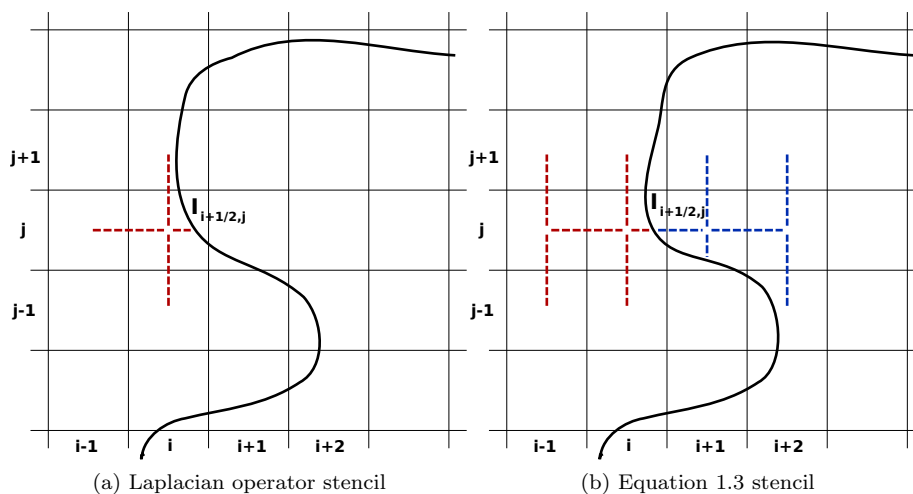 j+1
j
j-1
I i+1/2,j
i-1
i
i+1
i+2
(a) Laplacian operator stencil
j+1
j
j-1
I i+1/2,j
i-1
i
i+1
i+2
(b) Equation 1.3 stencil